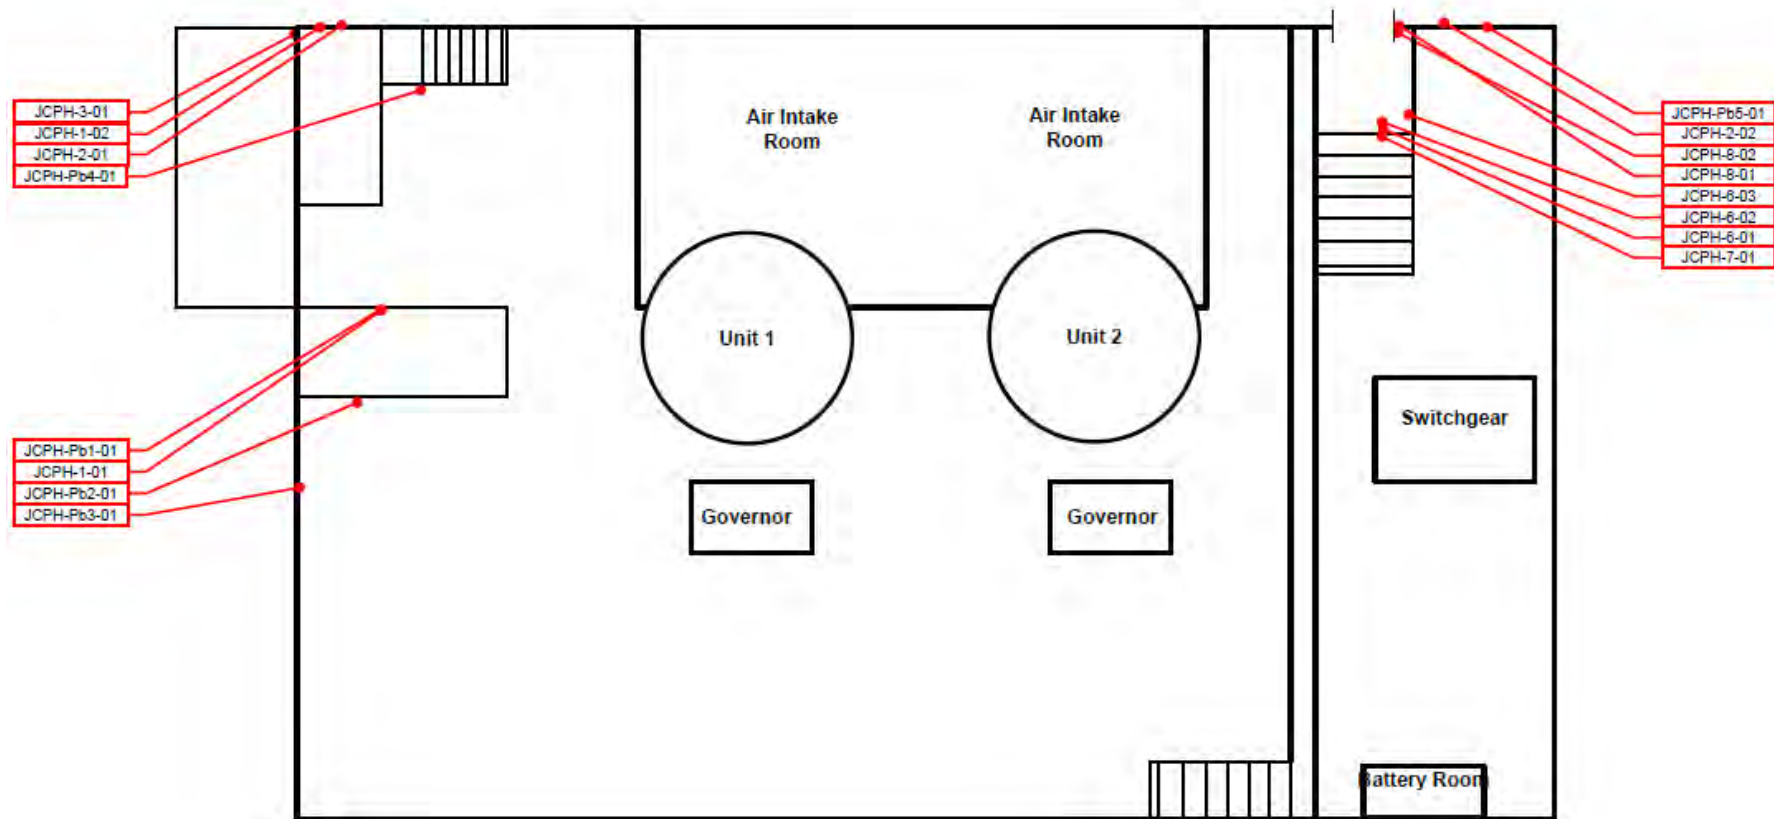 JCPH-3-01
JCPH-1-02
JCPH-2-01
JCPH-Pb4-01
Air Intake
Room
Air Intake
Room
JCPH-Pb5-01
JCPH-2-02
JCPH-8-02
JCPH-8-01
JCPH-6-03
JCPH-6-02
JCPH-6-01
JCPH-7-01
Unit 1
Unit 2
Switchgear
JCPH-Pb1-01
JCPH-1-01
JCPH-Pb2-01
JCPH-Pb3-01
Governor
Governor
Battery Room